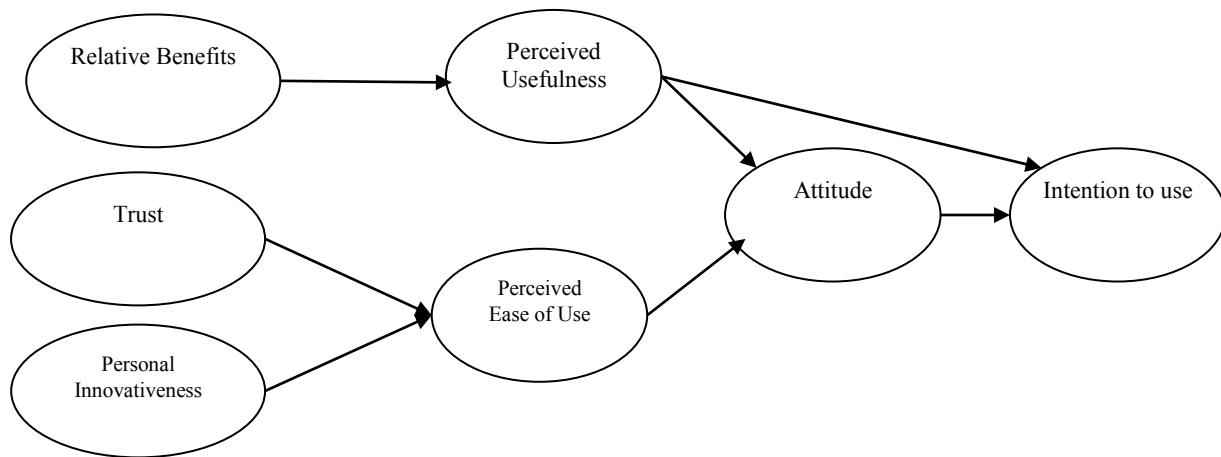 Relative Benefits
Perceived
Usefulness
Trust
Attitude
Intention to use
Perceived
Ease of Use
Personal
Innovativeness